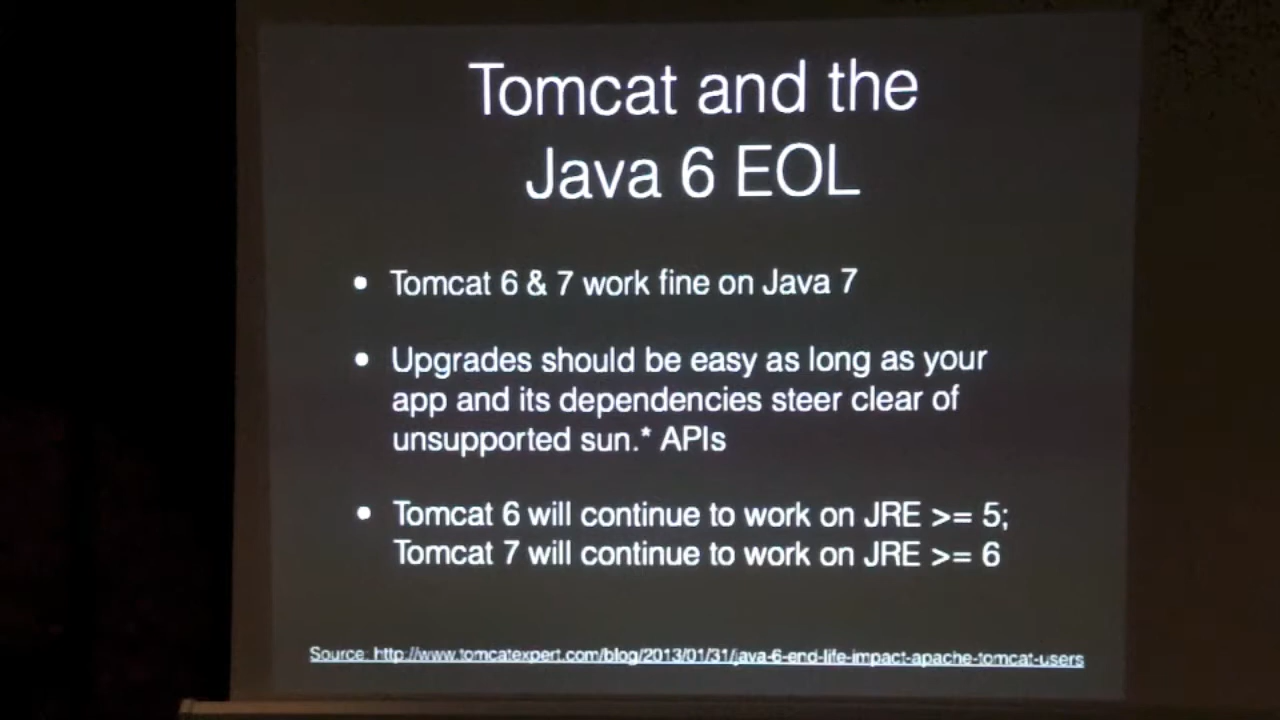 Tomcat and the
Java 6 EOL
• Tomcat 6 & 7 work fine on Java 7
• Upgrades should be easy as long as your
app and its dependencies steer clear of
unsupported sun.* APIs
• Tomcat 6 will continue to work on JRE >= 5;
Tomcat 7 will continue to work on JRE >= 6
Source: http://www.tomcatexpert.com/blog/2013/01/31/java-6-end-life-impact-apache-tomcat-users